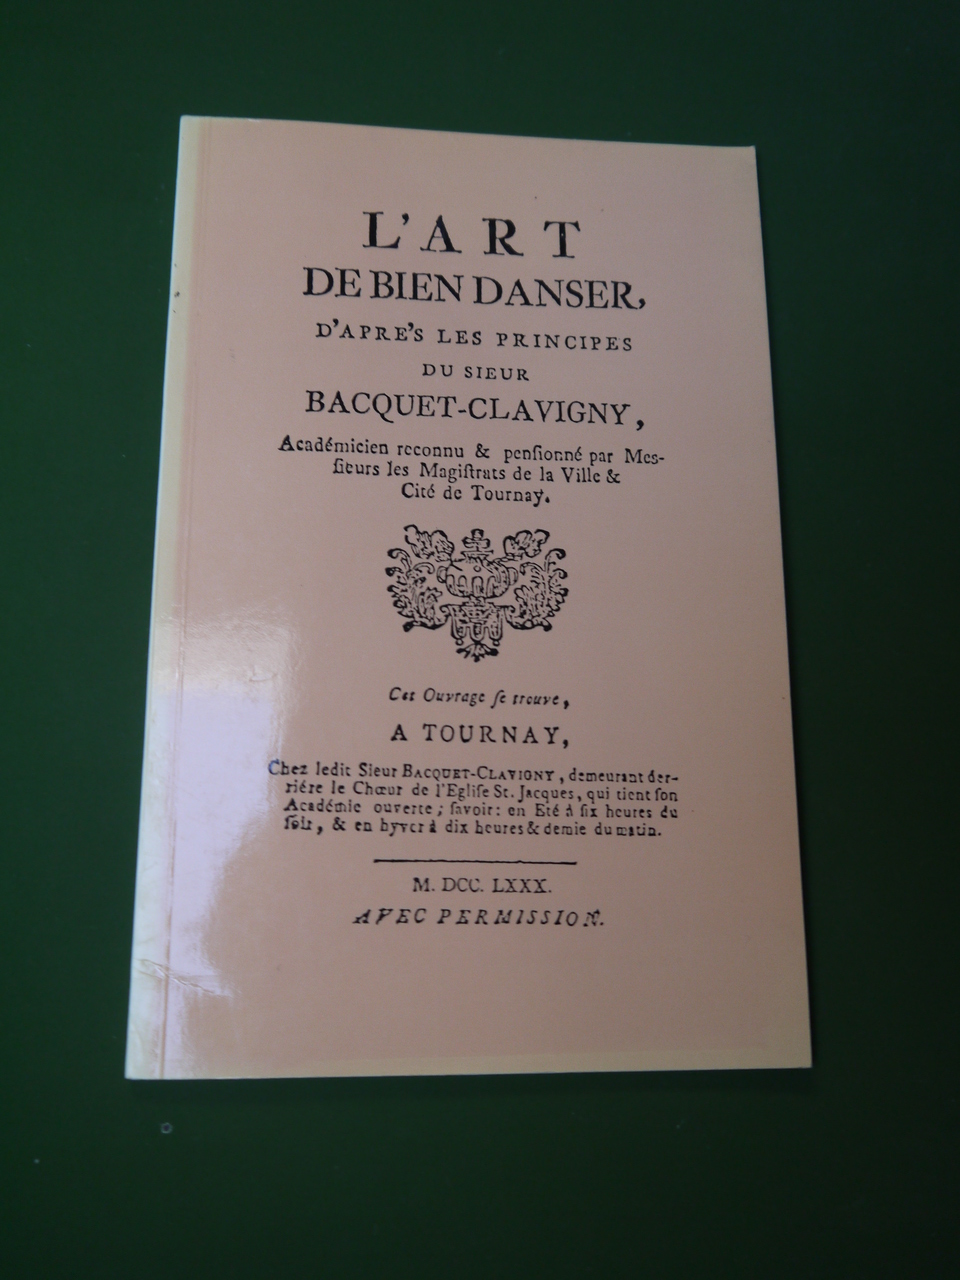 L'ART
DE BIEN DANSER,
D'APRE'S LES PRINCIPES
DU SIEUR
BACQUET-CLAVIGNY,
Académicien reconnu & penſionné par Meſ-
ſieurs les Magiſtrats de la Ville &
Cité de Tournay.
Cet Ouvrage ſe trouve,
A TOURNAY,
Chez ledit Sieur BACQUET-CLAVIGNY, demeurant der-
riére le Chœur de l'Egliſe St. Jacques, qui tient ſon
Académie ouverte; ſavoir: en Eté à ſix heures du
ſoir, & en hyver à dix heures & demie du matin.
M. DCC. LXXX.
AVEC PERMISSION.